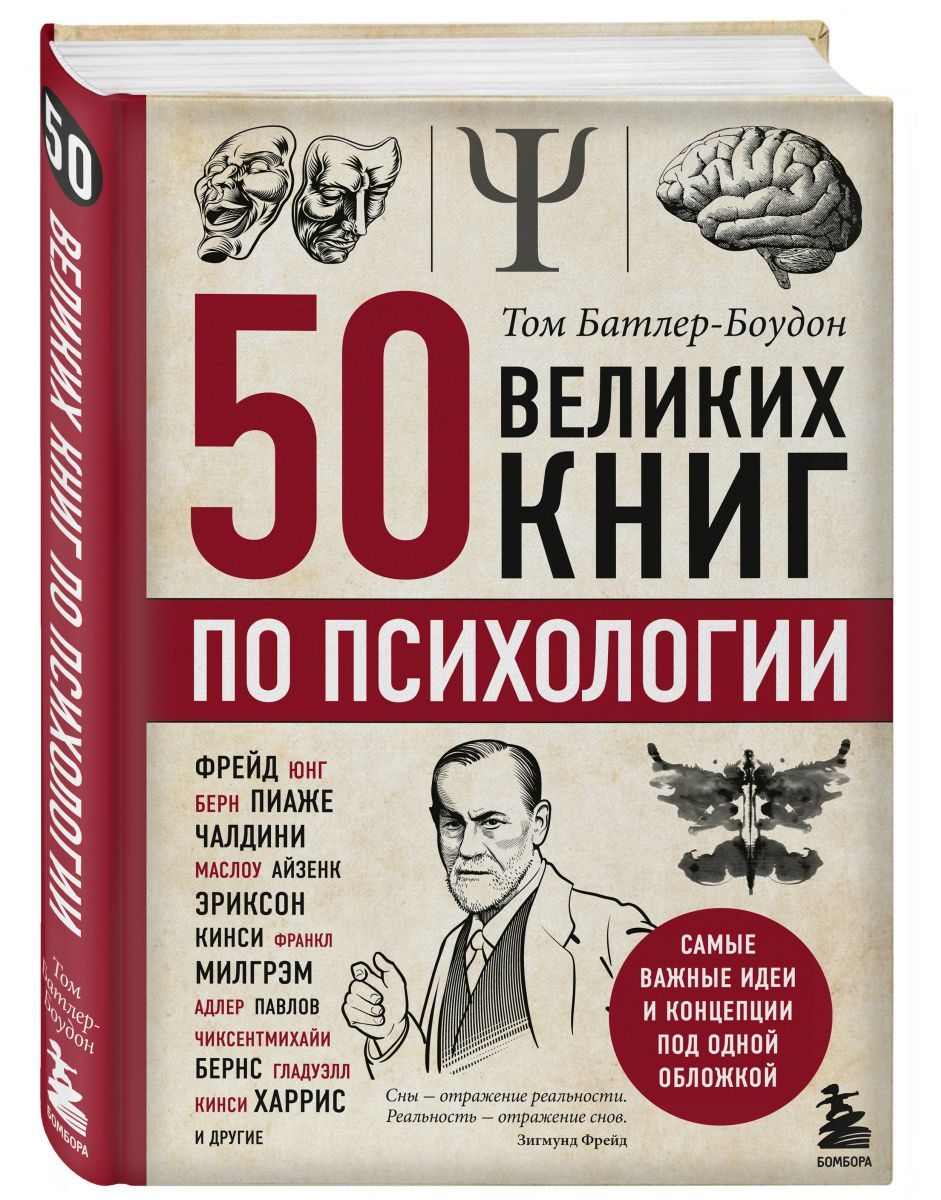 50
ВЕЛИКИХ КНИГ ПО ПСИХОЛОГИИ
Том
Батлер-
Боудон
БОМБОРА
Том Батлер-Боудон
50 ВЕЛИКИХ
КНИГ
ПО ПСИХОЛОГИИ
ФРЕЙД ЮНГ
БЕРН ПИАЖЕ
ЧАЛДИНИ
МАСЛОУ АЙЗЕНК
ЭРИКСОН
КИНСИ ФРАНКЛ
МИЛГРЭМ
АДЛЕР ПАВЛОВ
ЧИКСЕНТМИХАЙИ
БЕРНС ГЛАДУЭЛЛ
КИНСИ ХАРРИС
И ДРУГИЕ
САМЫЕ
ВАЖНЫЕ ИДЕИ
И КОНЦЕПЦИИ
ПОД ОДНОЙ
ОБЛОЖКОЙ
Сны — отражение реальности.
Реальность — отражение снов.
Зигмунд Фрейд
БОМБОРА